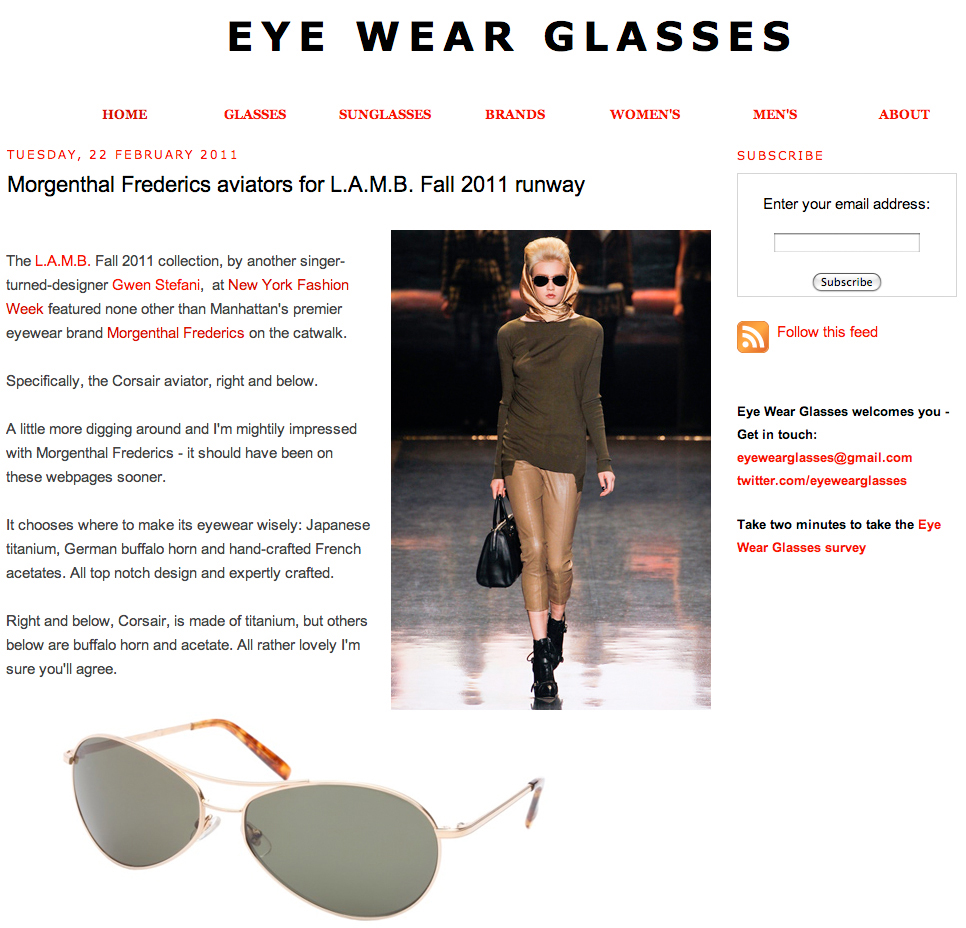 EYE WEAR GLASSES
HOME GLASSES SUNGLASSES BRANDS WOMEN'S MEN'S ABOUT
TUESDAY, 22 FEBRUARY 2011
Morgenthal Frederics aviators for L.A.M.B. Fall 2011 runway
The L.A.M.B. Fall 2011 collection, by another singer-
turned-designer Gwen Stefani,  at New York Fashion
Week featured none other than Manhattan's premier
eyewear brand Morgenthal Frederics on the catwalk.
Specifically, the Corsair aviator, right and below.
A little more digging around and I'm mightily impressed
with Morgenthal Frederics - it should have been on
these webpages sooner.
It chooses where to make its eyewear wisely: Japanese
titanium, German buffalo horn and hand-crafted French
acetates. All top notch design and expertly crafted.
Right and below, Corsair, is made of titanium, but others
below are buffalo horn and acetate. All rather lovely I'm
sure you'll agree.
SUBSCRIBE
Enter your email address:
Subscribe
Follow this feed
Eye Wear Glasses welcomes you -
Get in touch:
eyewearglasses@gmail.com
twitter.com/eyewearglasses
Take two minutes to take the Eye
Wear Glasses survey